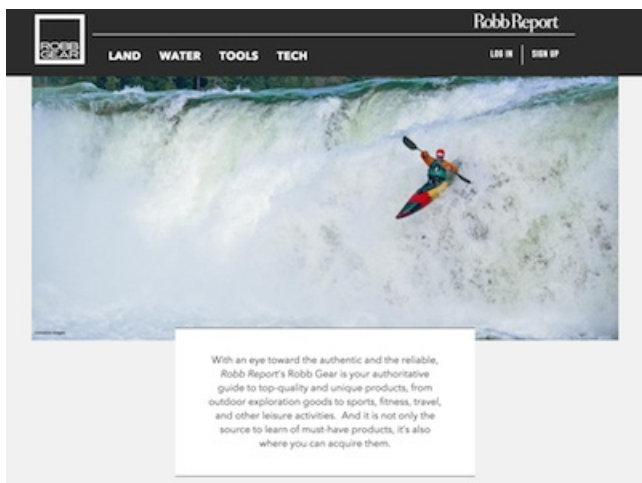 Robb Report
ROBB
GEAR
LAND WATER TOOLS TECH
LOG IN SIGN UP
With an eye toward the authentic and the reliable,
Robb Report's Robb Gear is your authoritative
guide to top-quality and unique products, from
outdoor exploration goods to sports, fitness, travel,
and other leisure activities. And it is not only the
source to learn of must-have products, it's also
where you can acquire them.